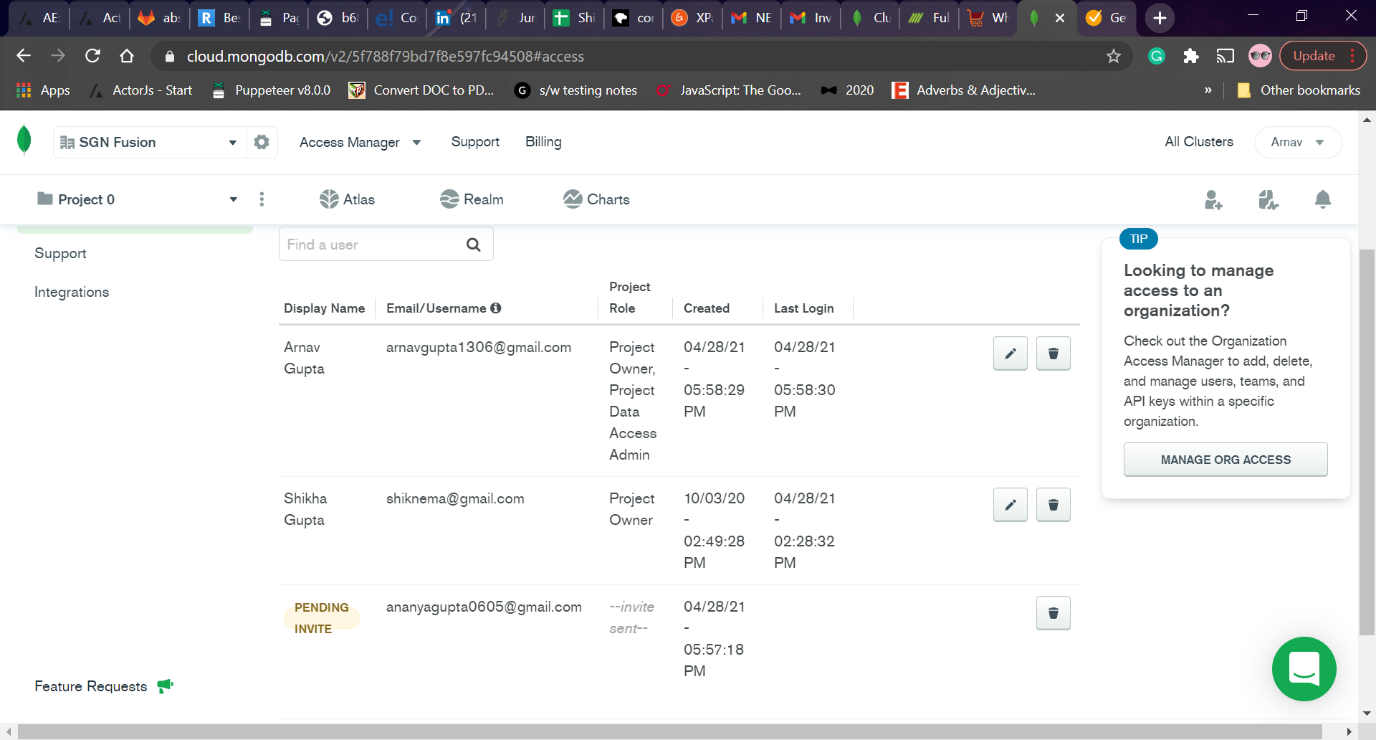 AE:
Act
abs
Be:
Pag
b6
Co
(21
Jur
Shi
cor
XP
NE
Inv
Clu
Ful
Wh
Ge
cloud.mongodb.com/v2/5f788f79bd7f8e597fc94508#access
Update
Apps
ActorJs - Start
Puppeteer v8.0.0
Convert DOC to PD...
s/w testing notes
JavaScript: The Goo...
2020
Adverbs & Adjectiv...
»
Other bookmarks
SGN Fusion
Access Manager
Support
Billing
All Clusters
Arnav
Project 0
Atlas
Realm
Charts
Support
Integrations
Feature Requests
Find a user
Display Name
Email/Username
Project
Role
Created
Last Login
Arnav
Gupta
arnavgupta1306@gmail.com
Project
Owner,
Project
Data
Access
Admin
04/28/21
-
05:58:29
PM
04/28/21
-
05:58:30
PM
Shikha
Gupta
shiknema@gmail.com
Project
Owner
10/03/20
-
02:49:28
PM
04/28/21
-
02:28:32
PM
PENDING
INVITE
ananyagupta0605@gmail.com
--invite
sent--
04/28/21
-
05:57:18
PM
TIP
Looking to manage
access to an
organization?
Check out the Organization
Access Manager to add, delete,
and manage users, teams, and
API keys within a specific
organization.
MANAGE ORG ACCESS